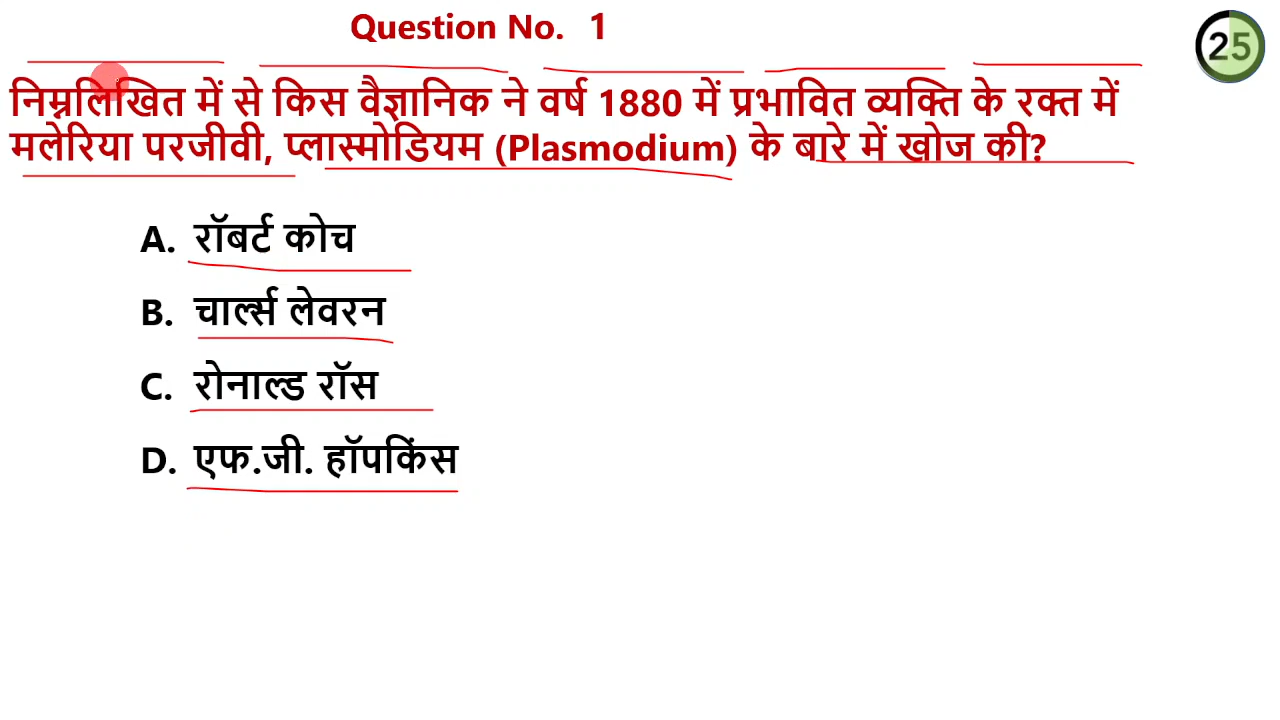 Question No. 1
25
निम्नलिखित में से किस वैज्ञानिक ने वर्ष 1880 में प्रभावित व्यक्ति के रक्त में
मलेरिया परजीवी, प्लास्मोडियम (Plasmodium) के बारे में खोज की?
A. रॉबर्ट कोच
B. चार्ल्स लेवरन
C. रोनाल्ड रॉस
D. एफ.जी. हॉपकिंस